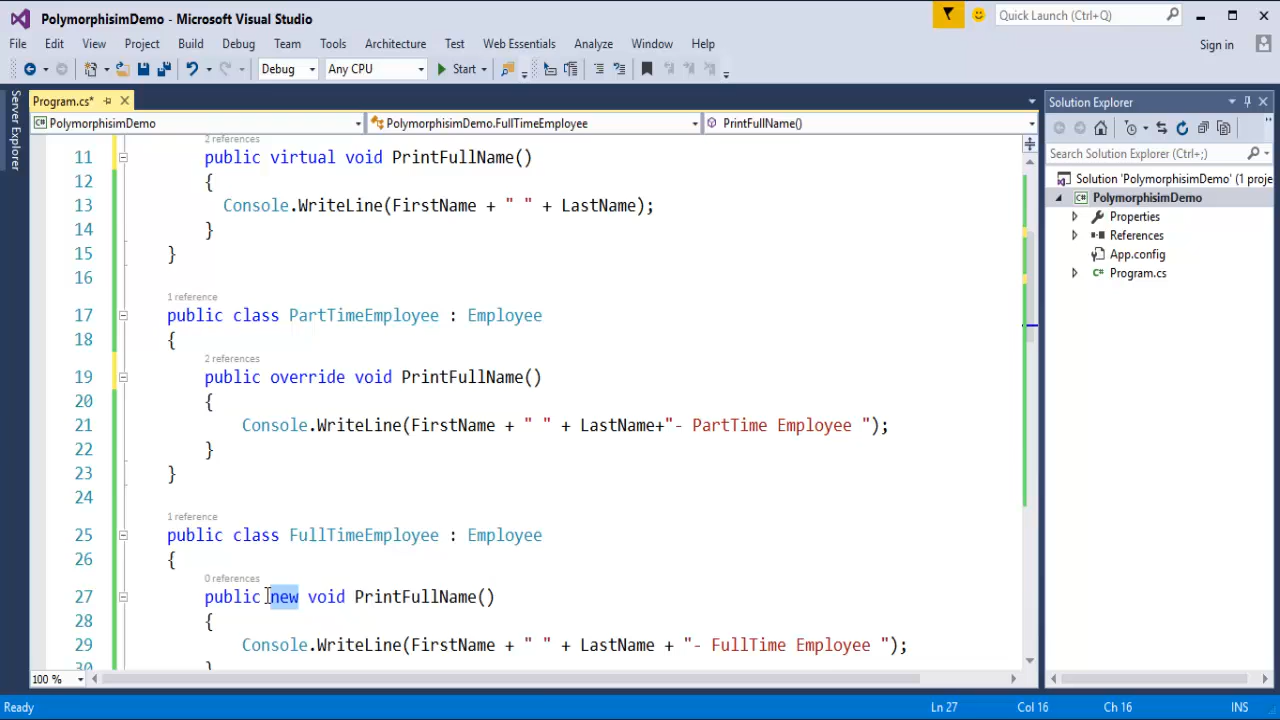 PolymorphisimDemo - Microsoft Visual Studio
Quick Launch (Ctrl+Q)
File Edit View Project Build Debug Team Tools Architecture Test Web Essentials Analyze Window Help
Sign in
Debug Any CPU Start
Server Explorer
Program.cs*
PolymorphisimDemo PolymorphisimDemo.FullTimeEmployee PrintFullName()
2 references
11 public virtual void PrintFullName()
12 {
13 Console.WriteLine(FirstName + " " + LastName);
14 }
15 }
16
1 reference
17 public class PartTimeEmployee : Employee
18 {
2 references
19 public override void PrintFullName()
20 {
21 Console.WriteLine(FirstName + " " + LastName+"- PartTime Employee ");
22 }
23 }
24
1 reference
25 public class FullTimeEmployee : Employee
26 {
0 references
27 public new void PrintFullName()
28 {
29 Console.WriteLine(FirstName + " " + LastName + "- FullTime Employee ");
30 }
100 %
Solution Explorer
Search Solution Explorer (Ctrl+;)
Solution 'PolymorphisimDemo' (1 proje
PolymorphisimDemo
Properties
References
App.config
Program.cs
Ready Ln 27 Col 16 Ch 16 INS